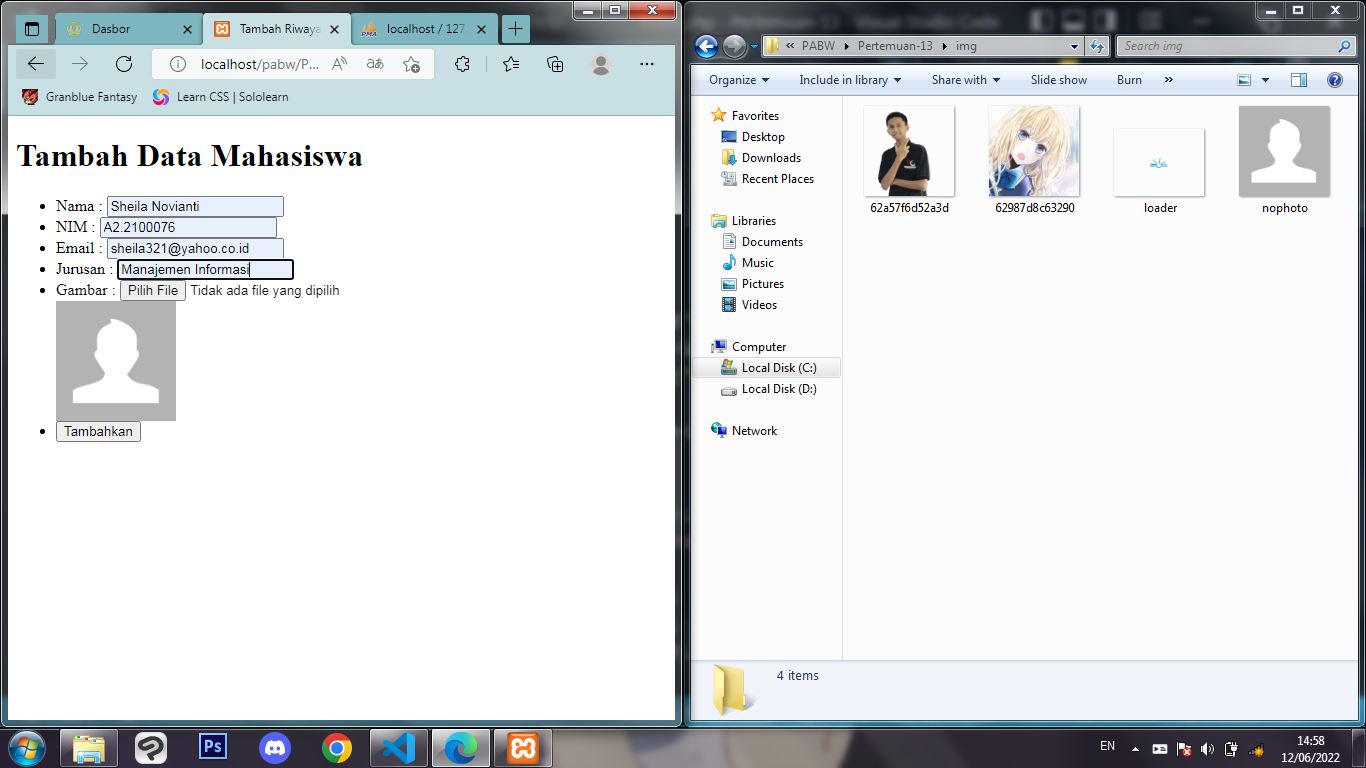 Dasbor
Tambah Riwaya
localhost / 127
localhost/pabw/P...
Granblue Fantasy
Learn CSS | Sololearn
Tambah Data Mahasiswa
Nama : Sheila Novianti
NIM : A2.2100076
Email : sheila321@yahoo.co.id
Jurusan : Manajemen Informasi
Gambar : Pilih File Tidak ada file yang dipilih
Tambahkan
Visual Studio Code
« PABW Pertemuan-13 img
Search img
Organize Include in library Share with Slide show Burn »
Favorites
Desktop
Downloads
Recent Places
Libraries
Documents
Music
Pictures
Videos
Computer
Local Disk (C:)
Local Disk (D:)
Network
62a57f6d52a3d
62987d8c63290
loader
nophoto
4 items
Ps
EN
14:58
12/06/2022